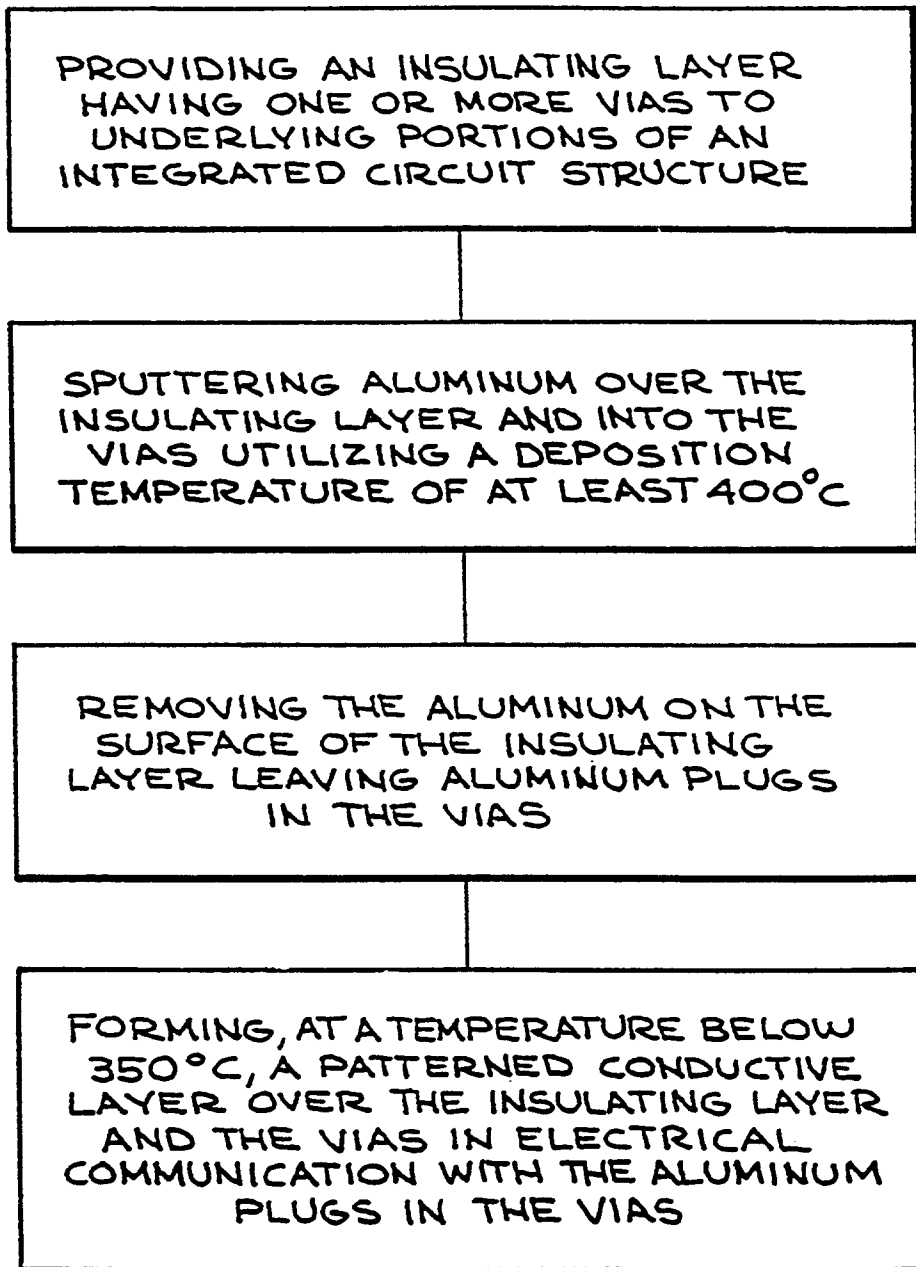 PROVIDING AN INSULATING LAYER
HAVING ONE OR MORE VIAS TO
UNDERLYING PORTIONS OF AN
INTEGRATED CIRCUIT STRUCTURE
SPUTTERING ALUMINUM OVER THE
INSULATING LAYER AND INTO THE
VIAS UTILIZING A DEPOSITION
TEMPERATURE OF AT LEAST 400°C
REMOVING THE ALUMINUM ON THE
SURFACE OF THE INSULATING
LAYER LEAVING ALUMINUM PLUGS
IN THE VIAS
FORMING, AT A TEMPERATURE BELOW
350°C, A PATTERNED CONDUCTIVE
LAYER OVER THE INSULATING LAYER
AND THE VIAS IN ELECTRICAL
COMMUNICATION WITH THE ALUMINUM
PLUGS IN THE VIAS